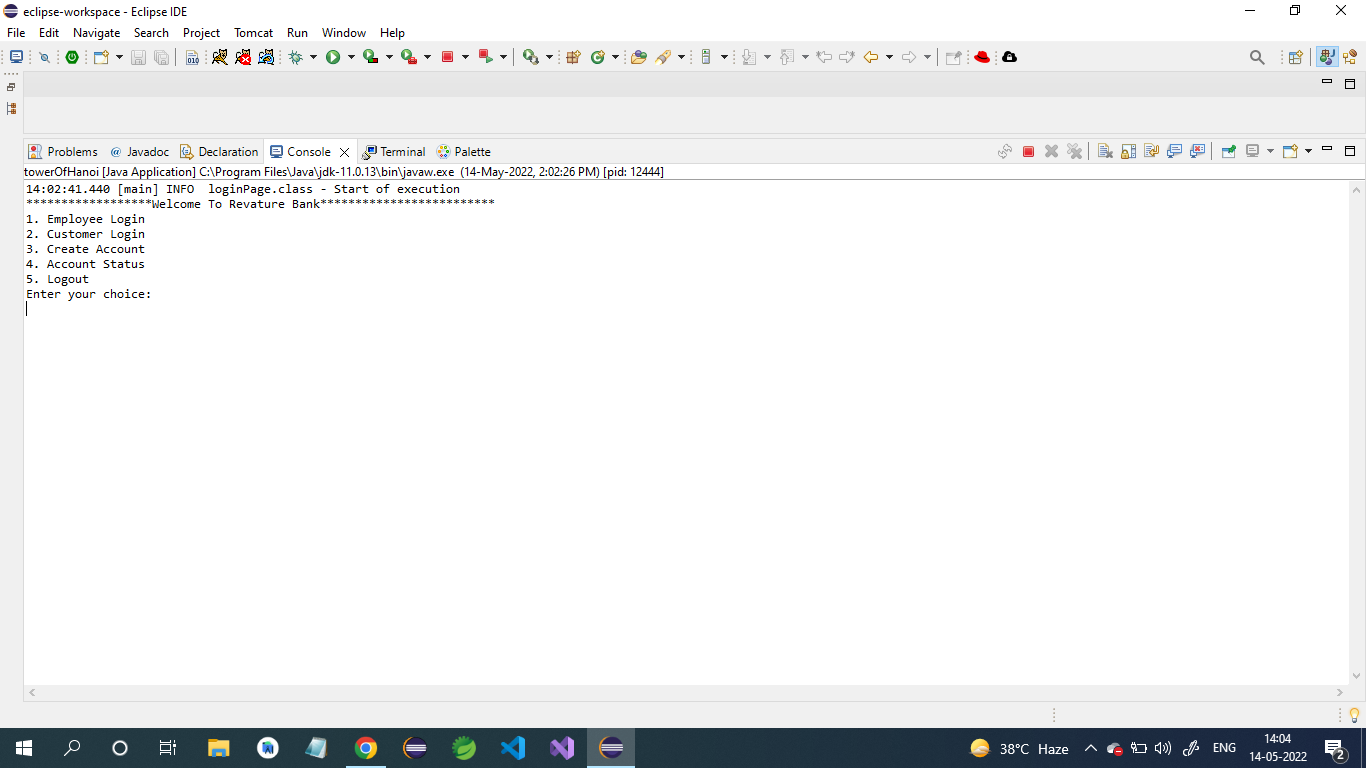 eclipse-workspace - Eclipse IDE
File Edit Navigate Search Project Tomcat Run Window Help
Problems @ Javadoc Declaration Console Terminal Palette
towerOfHanoi [Java Application] C:\Program Files\Java\jdk-11.0.13\bin\javaw.exe (14-May-2022, 2:02:26 PM) [pid: 12444]
14:02:41.440 [main] INFO  loginPage.class - Start of execution
******************Welcome To Revature Bank*************************
1. Employee Login
2. Customer Login
3. Create Account
4. Account Status
5. Logout
Enter your choice:
38°C Haze ENG 14:04
14-05-2022
2